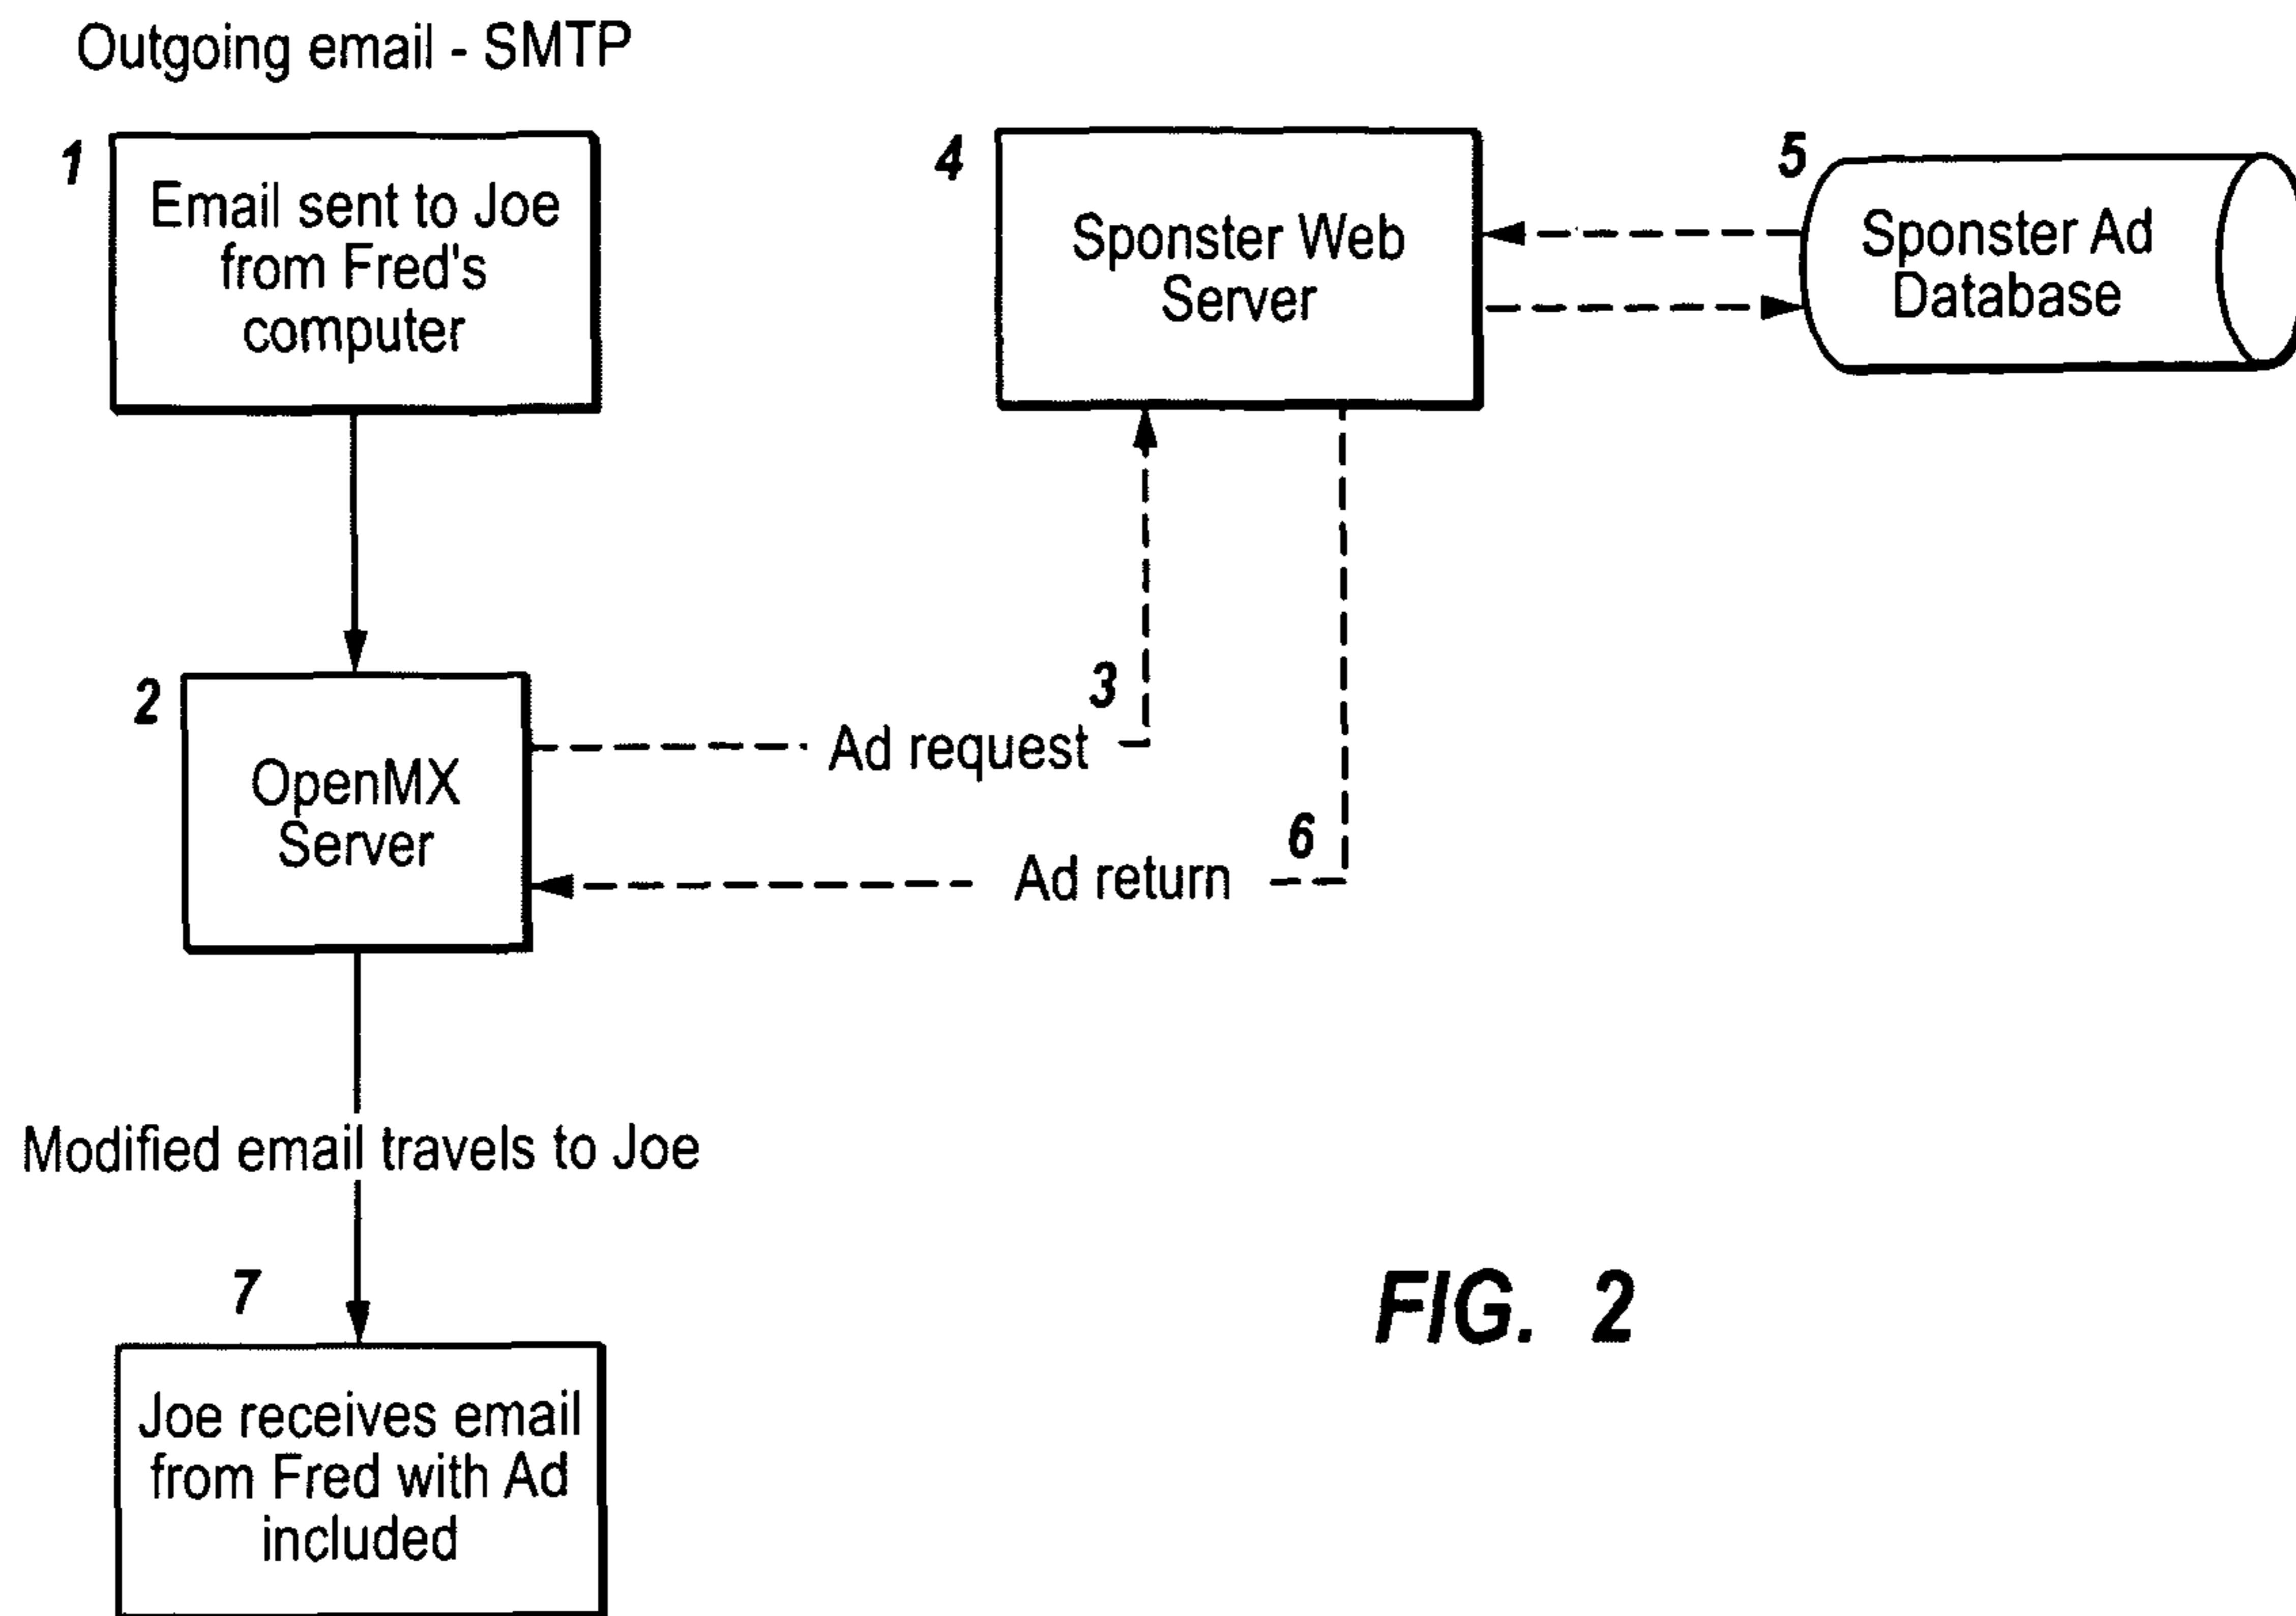 Outgoing email - SMTP
1
Email sent to Joe
from Fred's
computer
4
Sponster Web
Server
5
Sponster Ad
Database
2
OpenMX
Server
3
Ad request
6
Ad return
Modified email travels to Joe
7
Joe receives email
from Fred with Ad
included
FIG. 2